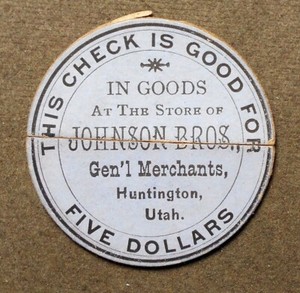 THIS CHECK IS GOOD FOR
IN GOODS
AT THE STORE OF
JOHNSON BROS.,
Gen'l Merchants,
Huntington,
Utah.
FIVE DOLLARS